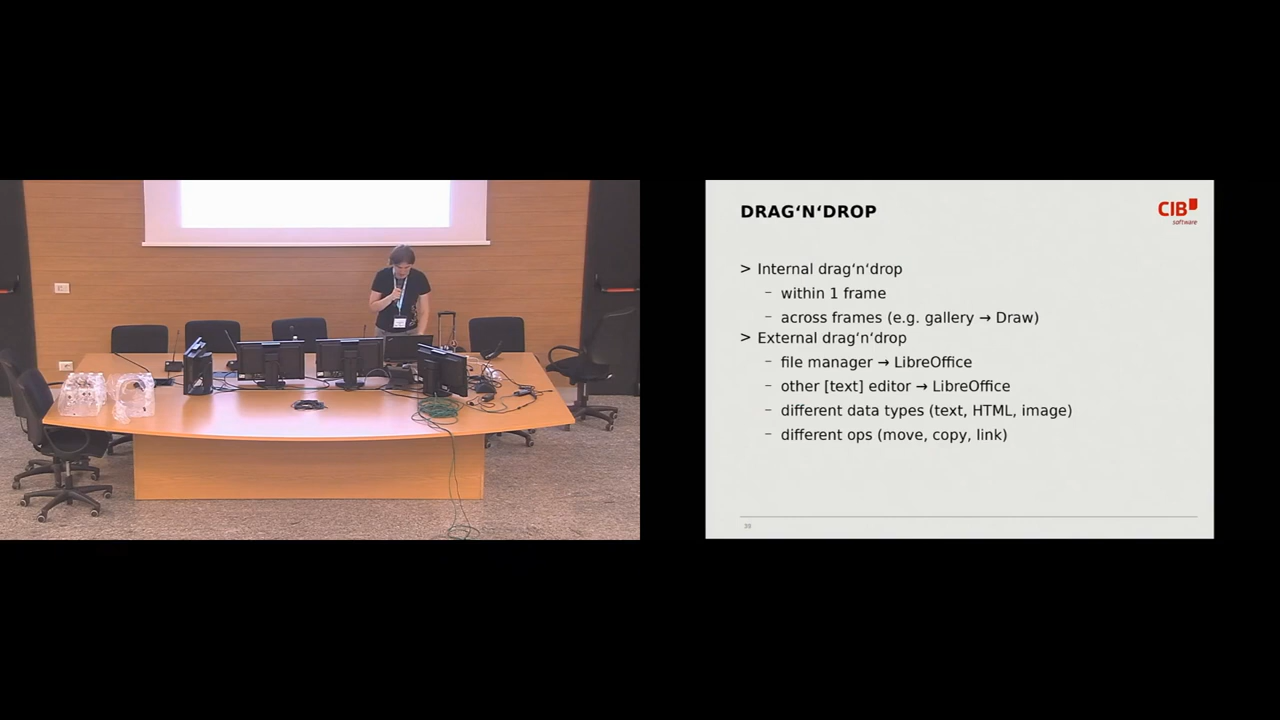 DRAG‘N‘DROP
CIB
software
> Internal drag‘n‘drop
– within 1 frame
– across frames (e.g. gallery → Draw)
> External drag‘n‘drop
– file manager → LibreOffice
– other [text] editor → LibreOffice
– different data types (text, HTML, image)
– different ops (move, copy, link)